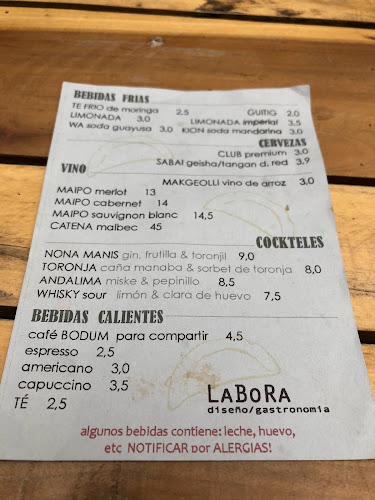 BEBIDAS FRIAS
TE FRIO de moringa 2,5 GUITIG 2,0
LIMONADA 3,0 LIMONADA imperial 3,5
WA soda guayusa 3,0 KION soda mandarina 3,0
CERVEZAS
CLUB premium 3,0
SABAI geisha/tangan d. red 3,9
VINO
MAKGEOLLI vino de arroz 3,0
MAIPO merlot 13
MAIPO cabernet 14
MAIPO sauvignon blanc 14,5
CATENA malbec 45
COCKTELES
NONA MANIS gin, frutilla & toronjil 9,0
TORONJA caña manaba & sorbet de toronja 8,0
ANDALIMA miske & pepinillo 8,5
WHISKY sour limón & clara de huevo 7,5
BEBIDAS CALIENTES
café BODUM para compartir 4,5
espresso 2,5
americano 3,0
capuccino 3,5
TÉ 2,5
LABORA
diseño/gastronomia
algunos bebidas contiene: leche, huevo,
etc NOTIFICAR por ALERGIAS!